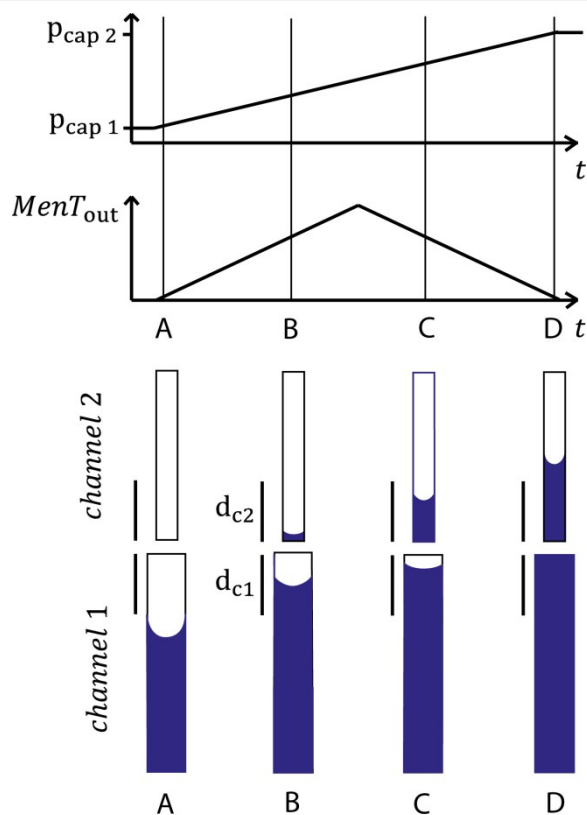 p_cap 2
p_cap 1
t
MenT_out
A B C D t
channel 2
d_c2
d_c1
channel 1
A B C D